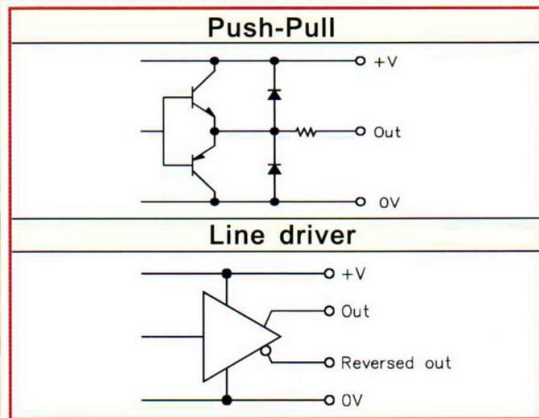 Push-Pull
+V
Out
0V
Line driver
+V
Out
Reversed out
0V